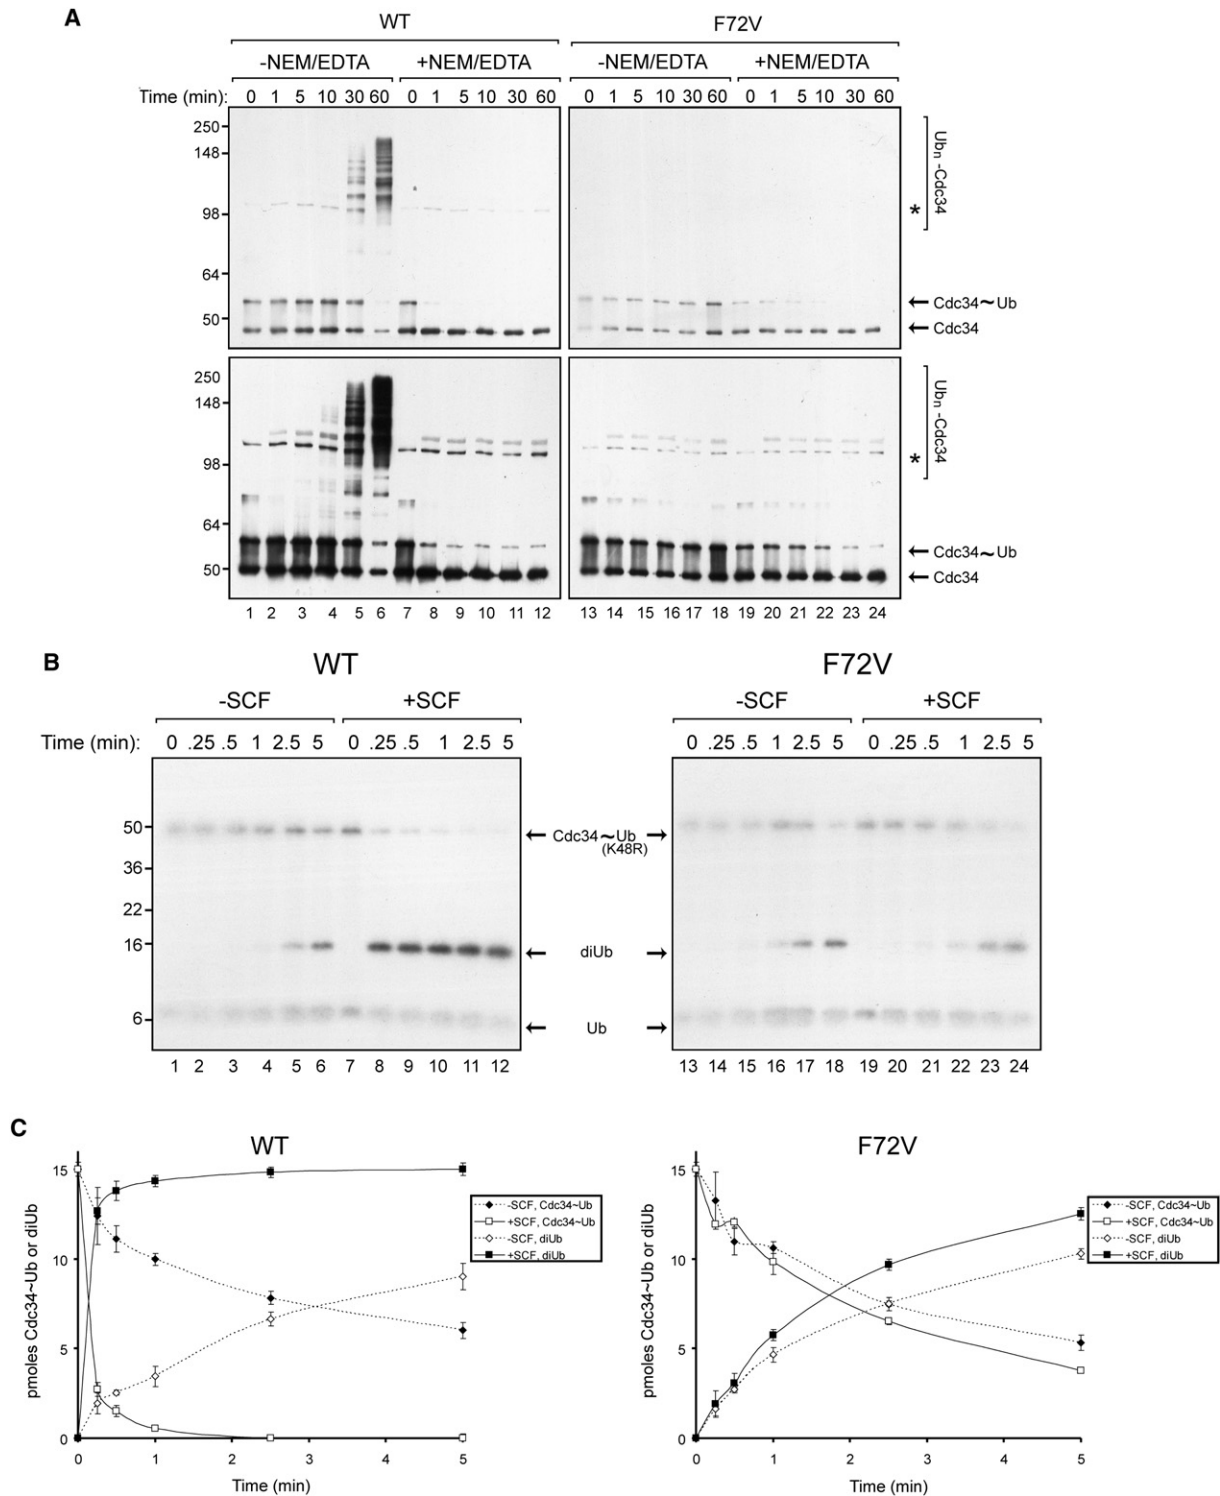 A
WT
F72V
-NEM/EDTA
+NEM/EDTA
-NEM/EDTA
+NEM/EDTA
Time (min): 0 1 5 10 30 60 0 1 5 10 30 60 0 1 5 10 30 60 0 1 5 10 30 60
250
148
98
64
50
Ubn-Cdc34
*
Cdc34~Ub
Cdc34
250
148
98
64
50
Ubn-Cdc34
*
Cdc34~Ub
Cdc34
1 2 3 4 5 6 7 8 9 10 11 12 13 14 15 16 17 18 19 20 21 22 23 24
B
WT
F72V
-SCF
+SCF
-SCF
+SCF
Time (min): 0 .25 .5 1 2.5 5 0 .25 .5 1 2.5 5 0 .25 .5 1 2.5 5 0 .25 .5 1 2.5 5
50
36
22
16
6
Cdc34~Ub
(K48R)
diUb
Ub
1 2 3 4 5 6 7 8 9 10 11 12 13 14 15 16 17 18 19 20 21 22 23 24
C
WT
pmoles Cdc34~Ub or diUb
15
10
5
0
0 1 2 3 4 5
Time (min)
-SCF, Cdc34~Ub
+SCF, Cdc34~Ub
-SCF, diUb
+SCF, diUb
F72V
pmoles Cdc34~Ub or diUb
15
10
5
0
0 1 2 3 4 5
Time (min)
-SCF, Cdc34~Ub
+SCF, Cdc34~Ub
-SCF, diUb
+SCF, diUb